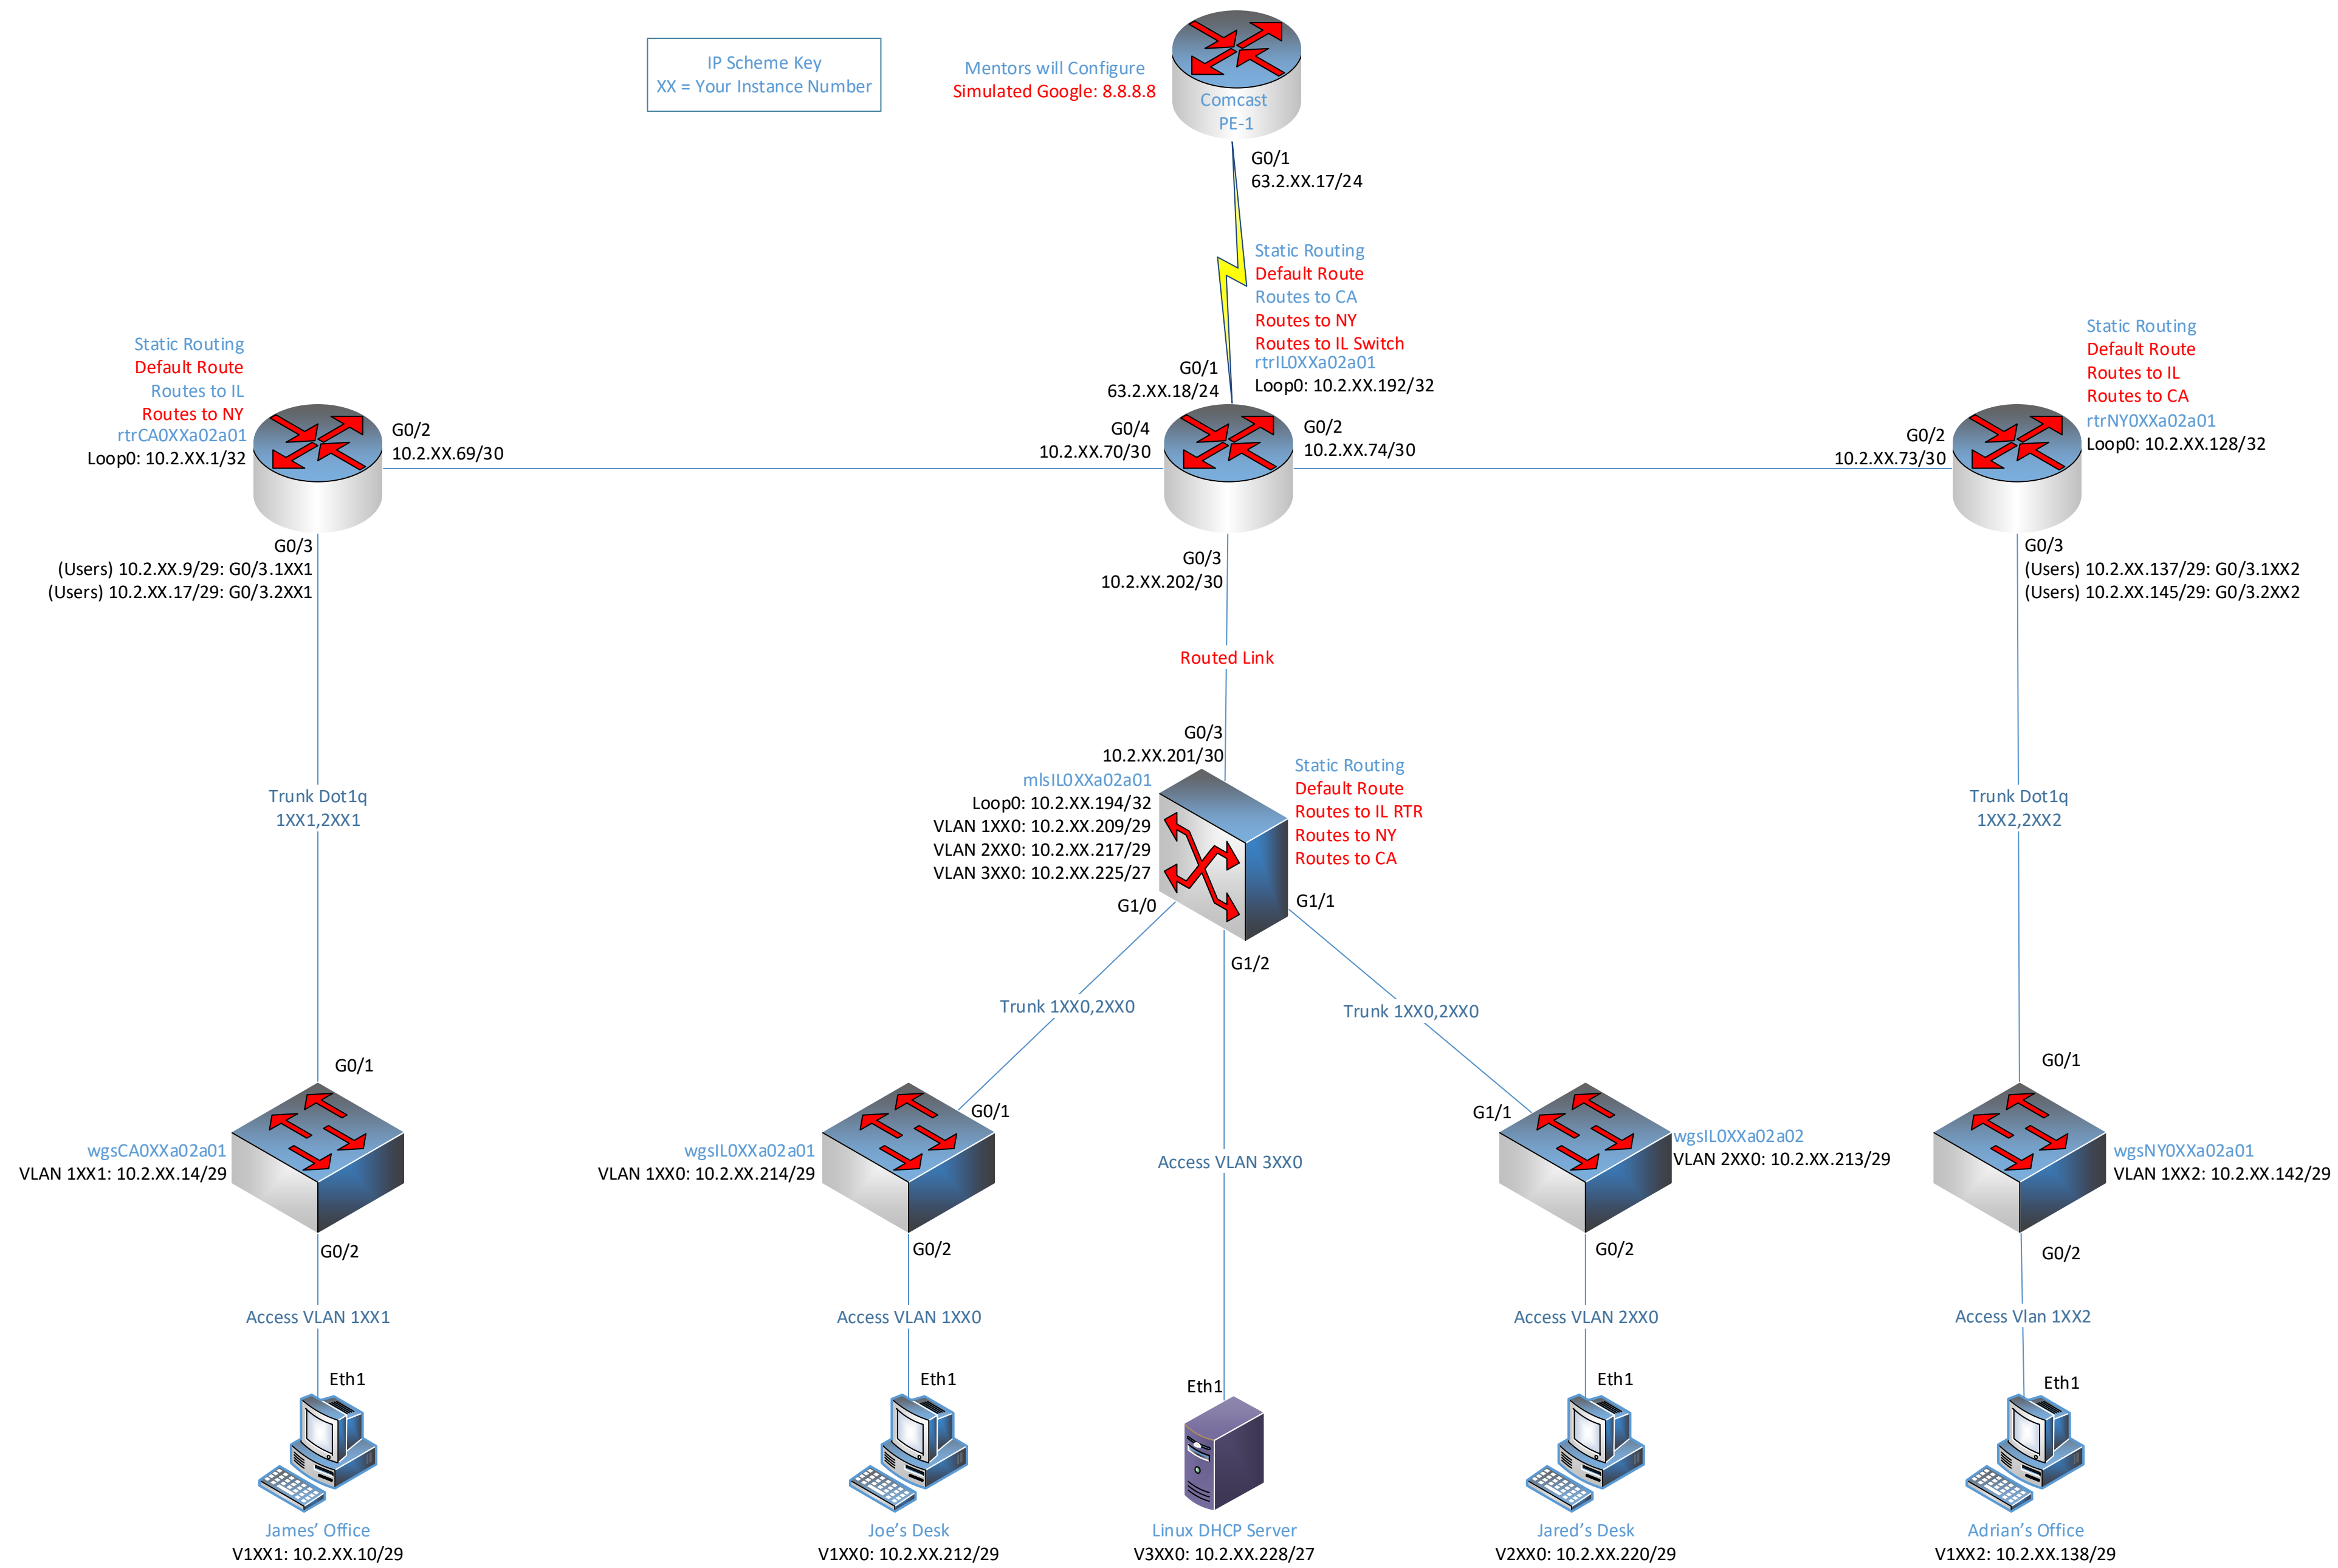 IP Scheme Key
XX = Your Instance Number
Mentors will Configure
Simulated Google: 8.8.8.8
Comcast
PE-1
G0/1
63.2.XX.17/24
Static Routing
Default Route
Routes to CA
Routes to NY
Routes to IL Switch
rtrIL0XXa02a01
Loop0: 10.2.XX.192/32
G0/1
63.2.XX.18/24
Static Routing
Default Route
Routes to IL
Routes to NY
rtrCA0XXa02a01
Loop0: 10.2.XX.1/32
G0/2
10.2.XX.69/30
G0/4
10.2.XX.70/30
G0/2
10.2.XX.74/30
G0/2
10.2.XX.73/30
Static Routing
Default Route
Routes to IL
Routes to CA
rtrNY0XXa02a01
Loop0: 10.2.XX.128/32
G0/3
(Users) 10.2.XX.9/29: G0/3.1XX1
(Users) 10.2.XX.17/29: G0/3.2XX1
G0/3
10.2.XX.202/30
G0/3
(Users) 10.2.XX.137/29: G0/3.1XX2
(Users) 10.2.XX.145/29: G0/3.2XX2
Routed Link
G0/3
10.2.XX.201/30
mlsIL0XXa02a01
Loop0: 10.2.XX.194/32
VLAN 1XX0: 10.2.XX.209/29
VLAN 2XX0: 10.2.XX.217/29
VLAN 3XX0: 10.2.XX.225/27
Static Routing
Default Route
Routes to IL RTR
Routes to NY
Routes to CA
Trunk Dot1q
1XX1,2XX1
Trunk Dot1q
1XX2,2XX2
G1/0
G1/1
G1/2
Trunk 1XX0,2XX0
Trunk 1XX0,2XX0
G0/1
G0/1
G1/1
G0/1
wgsCA0XXa02a01
VLAN 1XX1: 10.2.XX.14/29
wgsIL0XXa02a01
VLAN 1XX0: 10.2.XX.214/29
Access VLAN 3XX0
wgsIL0XXa02a02
VLAN 2XX0: 10.2.XX.213/29
wgsNY0XXa02a01
VLAN 1XX2: 10.2.XX.142/29
G0/2
G0/2
G0/2
G0/2
Access VLAN 1XX1
Access VLAN 1XX0
Access VLAN 2XX0
Access Vlan 1XX2
Eth1
Eth1
Eth1
Eth1
Eth1
James’ Office
V1XX1: 10.2.XX.10/29
Joe’s Desk
V1XX0: 10.2.XX.212/29
Linux DHCP Server
V3XX0: 10.2.XX.228/27
Jared’s Desk
V2XX0: 10.2.XX.220/29
Adrian’s Office
V1XX2: 10.2.XX.138/29